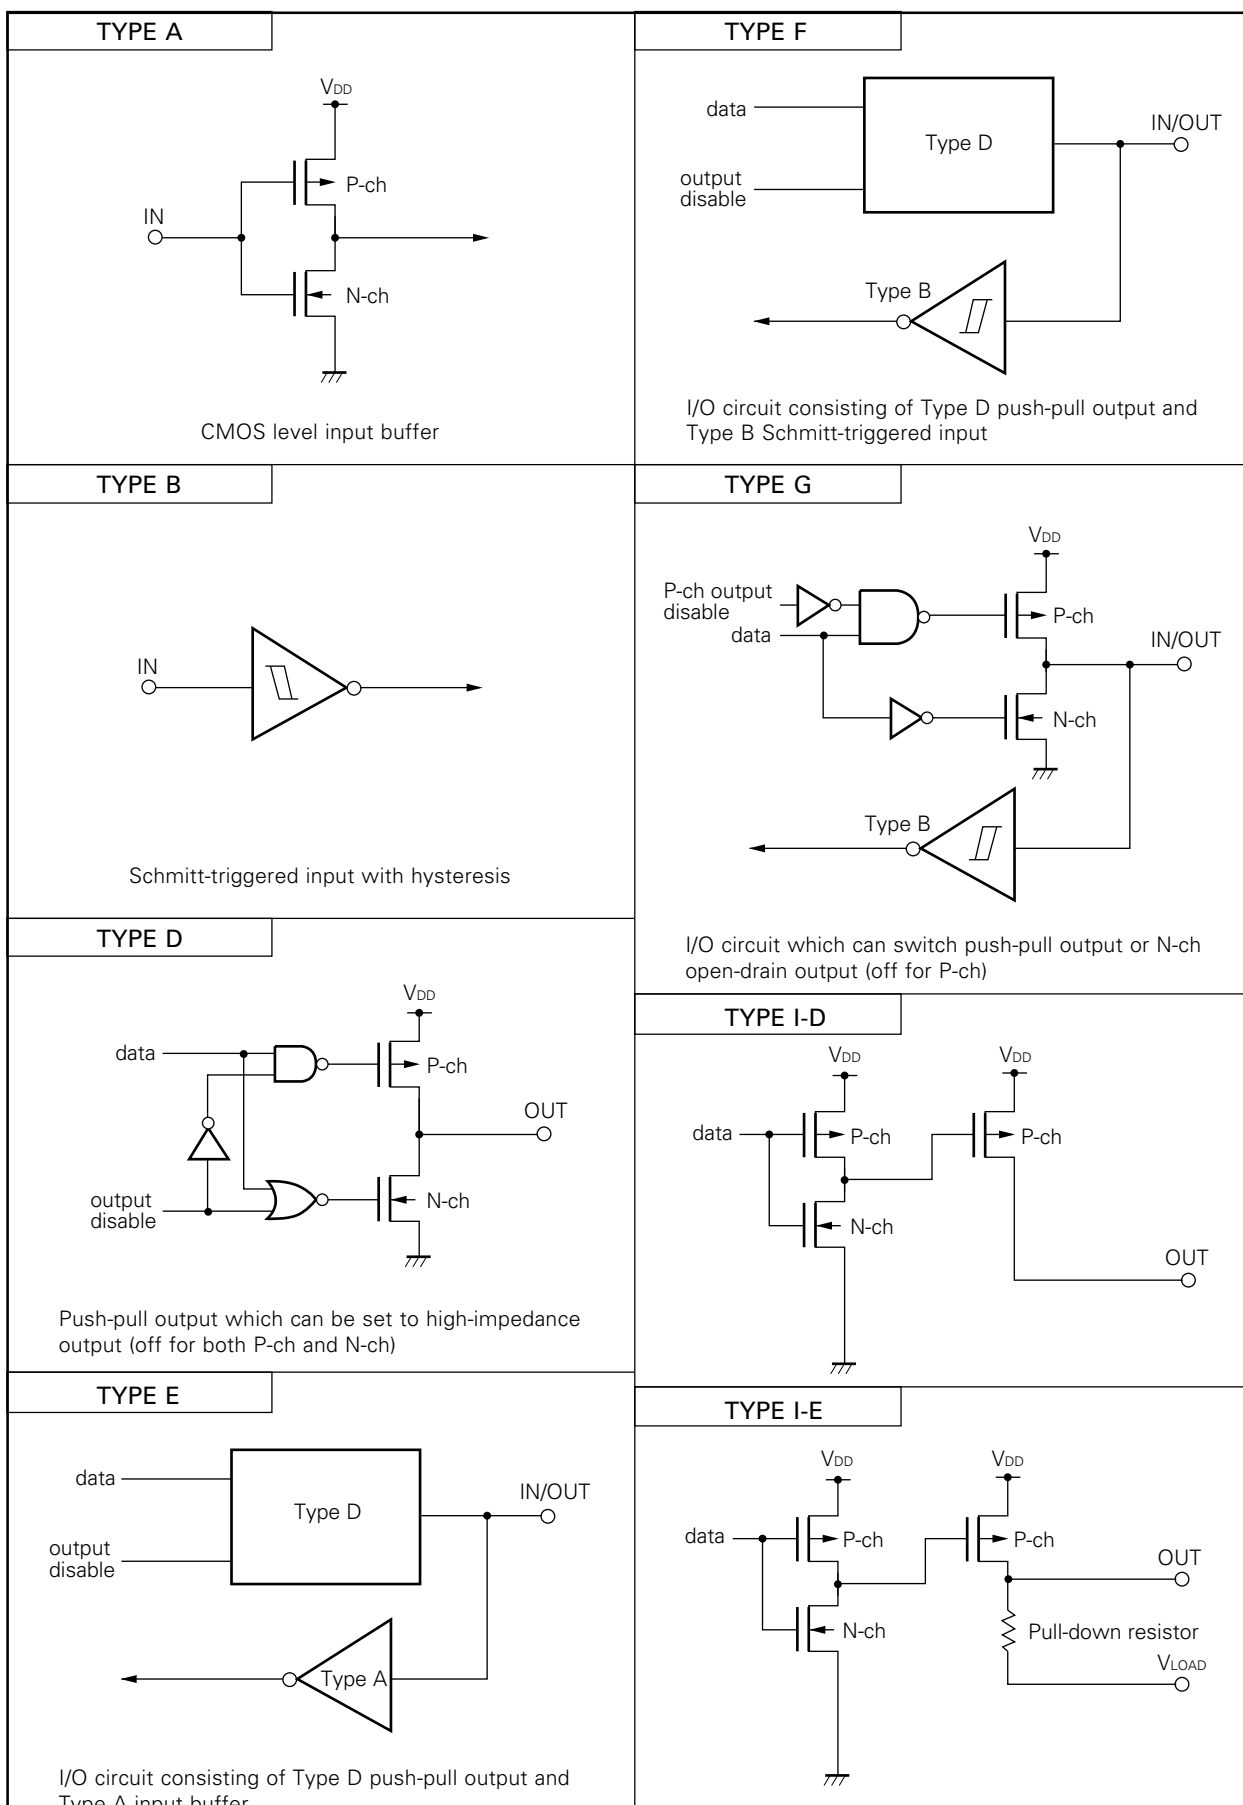 TYPE A
VDD
P-ch
IN
N-ch
CMOS level input buffer
TYPE B
IN
Schmitt-triggered input with hysteresis
TYPE D
VDD
data
P-ch
OUT
output
disable
N-ch
Push-pull output which can be set to high-impedance
output (off for both P-ch and N-ch)
TYPE E
data
Type D
IN/OUT
output
disable
Type A
I/O circuit consisting of Type D push-pull output and
Type A input buffer
TYPE F
data
Type D
IN/OUT
output
disable
Type B
I/O circuit consisting of Type D push-pull output and
Type B Schmitt-triggered input
TYPE G
VDD
P-ch output
disable
P-ch
data
IN/OUT
N-ch
Type B
I/O circuit which can switch push-pull output or N-ch
open-drain output (off for P-ch)
TYPE I-D
VDD
VDD
data
P-ch
P-ch
N-ch
OUT
TYPE I-E
VDD
VDD
data
P-ch
P-ch
OUT
N-ch
Pull-down resistor
VLOAD